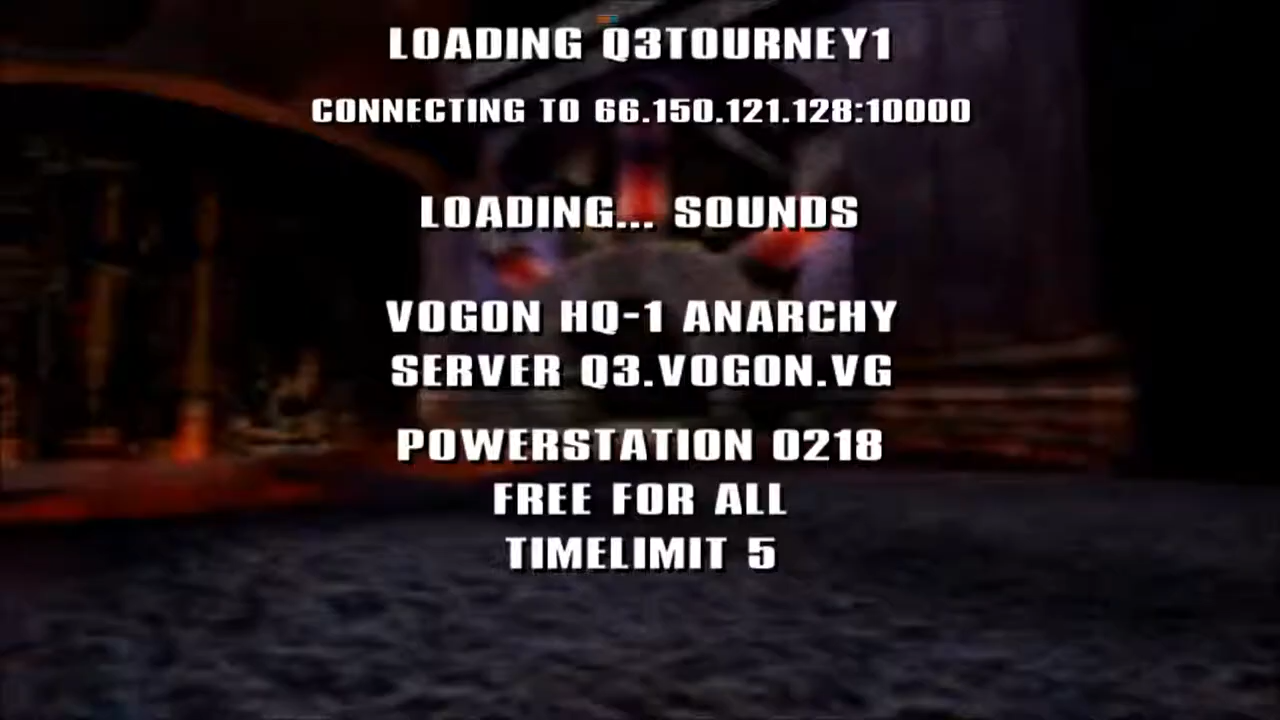 LOADING Q3TOURNEY1
CONNECTING TO 66.150.121.128:10000
LOADING... SOUNDS
VOGON HQ-1 ANARCHY
SERVER Q3.VOGON.VG
POWERSTATION 0218
FREE FOR ALL
TIMELIMIT 5